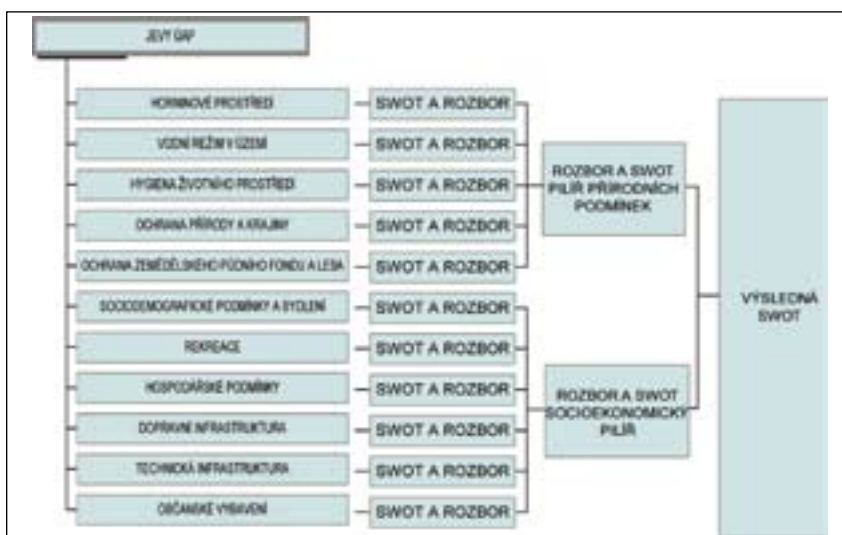 JEVY ÚAP
HORNINOVÉ PROSTŘEDÍ
SWOT A ROZBOR
VODNÍ REŽIM V ÚZEMÍ
SWOT A ROZBOR
HYGIENA ŽIVOTNÍHO PROSTŘEDÍ
SWOT A ROZBOR
OCHRANA PŘÍRODY A KRAJINY
SWOT A ROZBOR
OCHRANA ZEMĚDĚLSKÉHO PŮDNÍHO FONDU A LESA
SWOT A ROZBOR
ROZBOR A SWOT
PILÍŘ PŘÍRODNÍCH
PODMÍNEK
SOCIODEMOGRAFICKÉ PODMÍNKY A BYDLENÍ
SWOT A ROZBOR
REKREACE
SWOT A ROZBOR
HOSPODÁŘSKÉ PODMÍNKY
SWOT A ROZBOR
DOPRAVNÍ INFRASTRUKTURA
SWOT A ROZBOR
TECHNICKÁ INFRASTRUKTURA
SWOT A ROZBOR
OBČANSKÉ VYBAVENÍ
SWOT A ROZBOR
ROZBOR A SWOT
SOCIOEKONOMICKÝ
PILÍŘ
VÝSLEDNÁ
SWOT